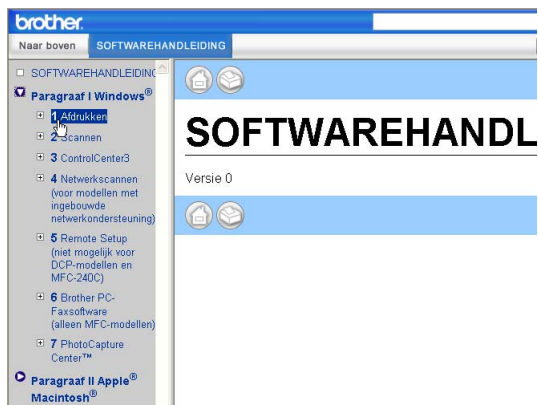 brother.
Naar boven SOFTWAREHANDLEIDING
SOFTWAREHANDLEIDING
Paragraaf I Windows®
1 Afdrukken
2 Scannen
3 ControlCenter3
4 Netwerkscannen
(voor modellen met
ingebouwde
netwerkondersteuning)
5 Remote Setup
(niet mogelijk voor
DCP-modellen en
MFC-240C)
6 Brother PC-
Faxsoftware
(alleen MFC-modellen)
7 PhotoCapture
Center™
Paragraaf II Apple®
Macintosh®
SOFTWAREHANDL
Versie 0